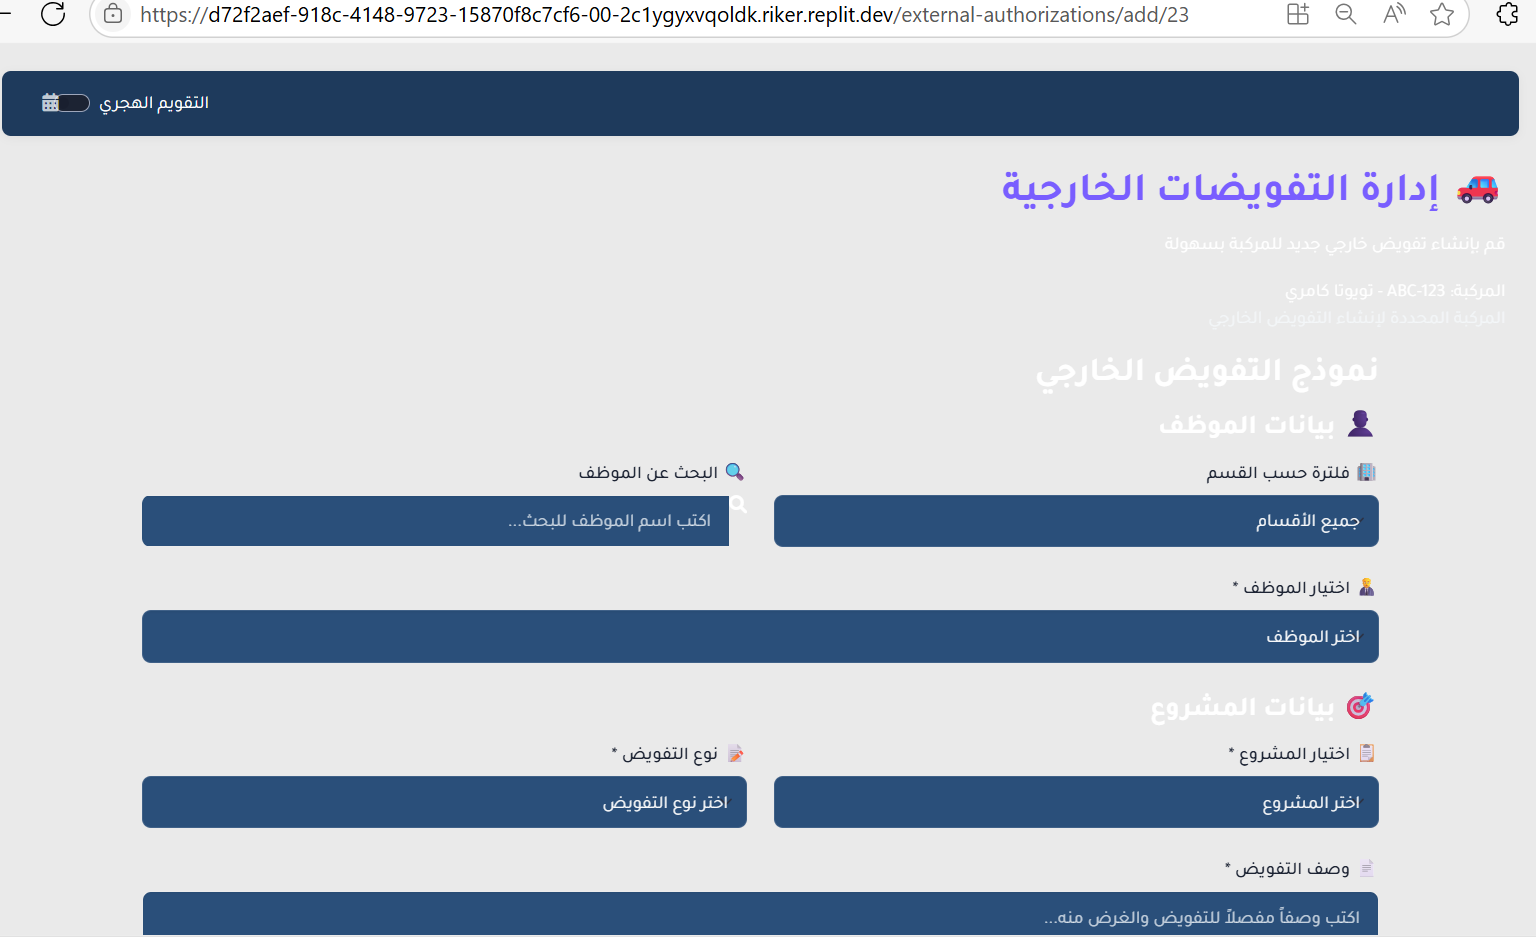 https://d72f2aef-918c-4148-9723-15870f8c7cf6-00-2c1ygyxvqoldk.riker.replit.dev/external-authorizations/add/23
التقويم الهجري
إدارة التفويضات الخارجية
قم بإنشاء تفويض خارجي جديد للمركبة بسهولة
المركبة: ABC-123 - تويوتا كامري
المركبة المحددة لإنشاء التفويض الخارجي
نموذج التفويض الخارجي
بيانات الموظف
فلترة حسب القسم
البحث عن الموظف
جميع الأقسام
اكتب اسم الموظف للبحث...
اختيار الموظف *
اختر الموظف
بيانات المشروع
اختيار المشروع *
نوع التفويض *
اختر المشروع
اختر نوع التفويض
وصف التفويض *
اكتب وصفاً مفصلاً للتفويض والغرض منه...